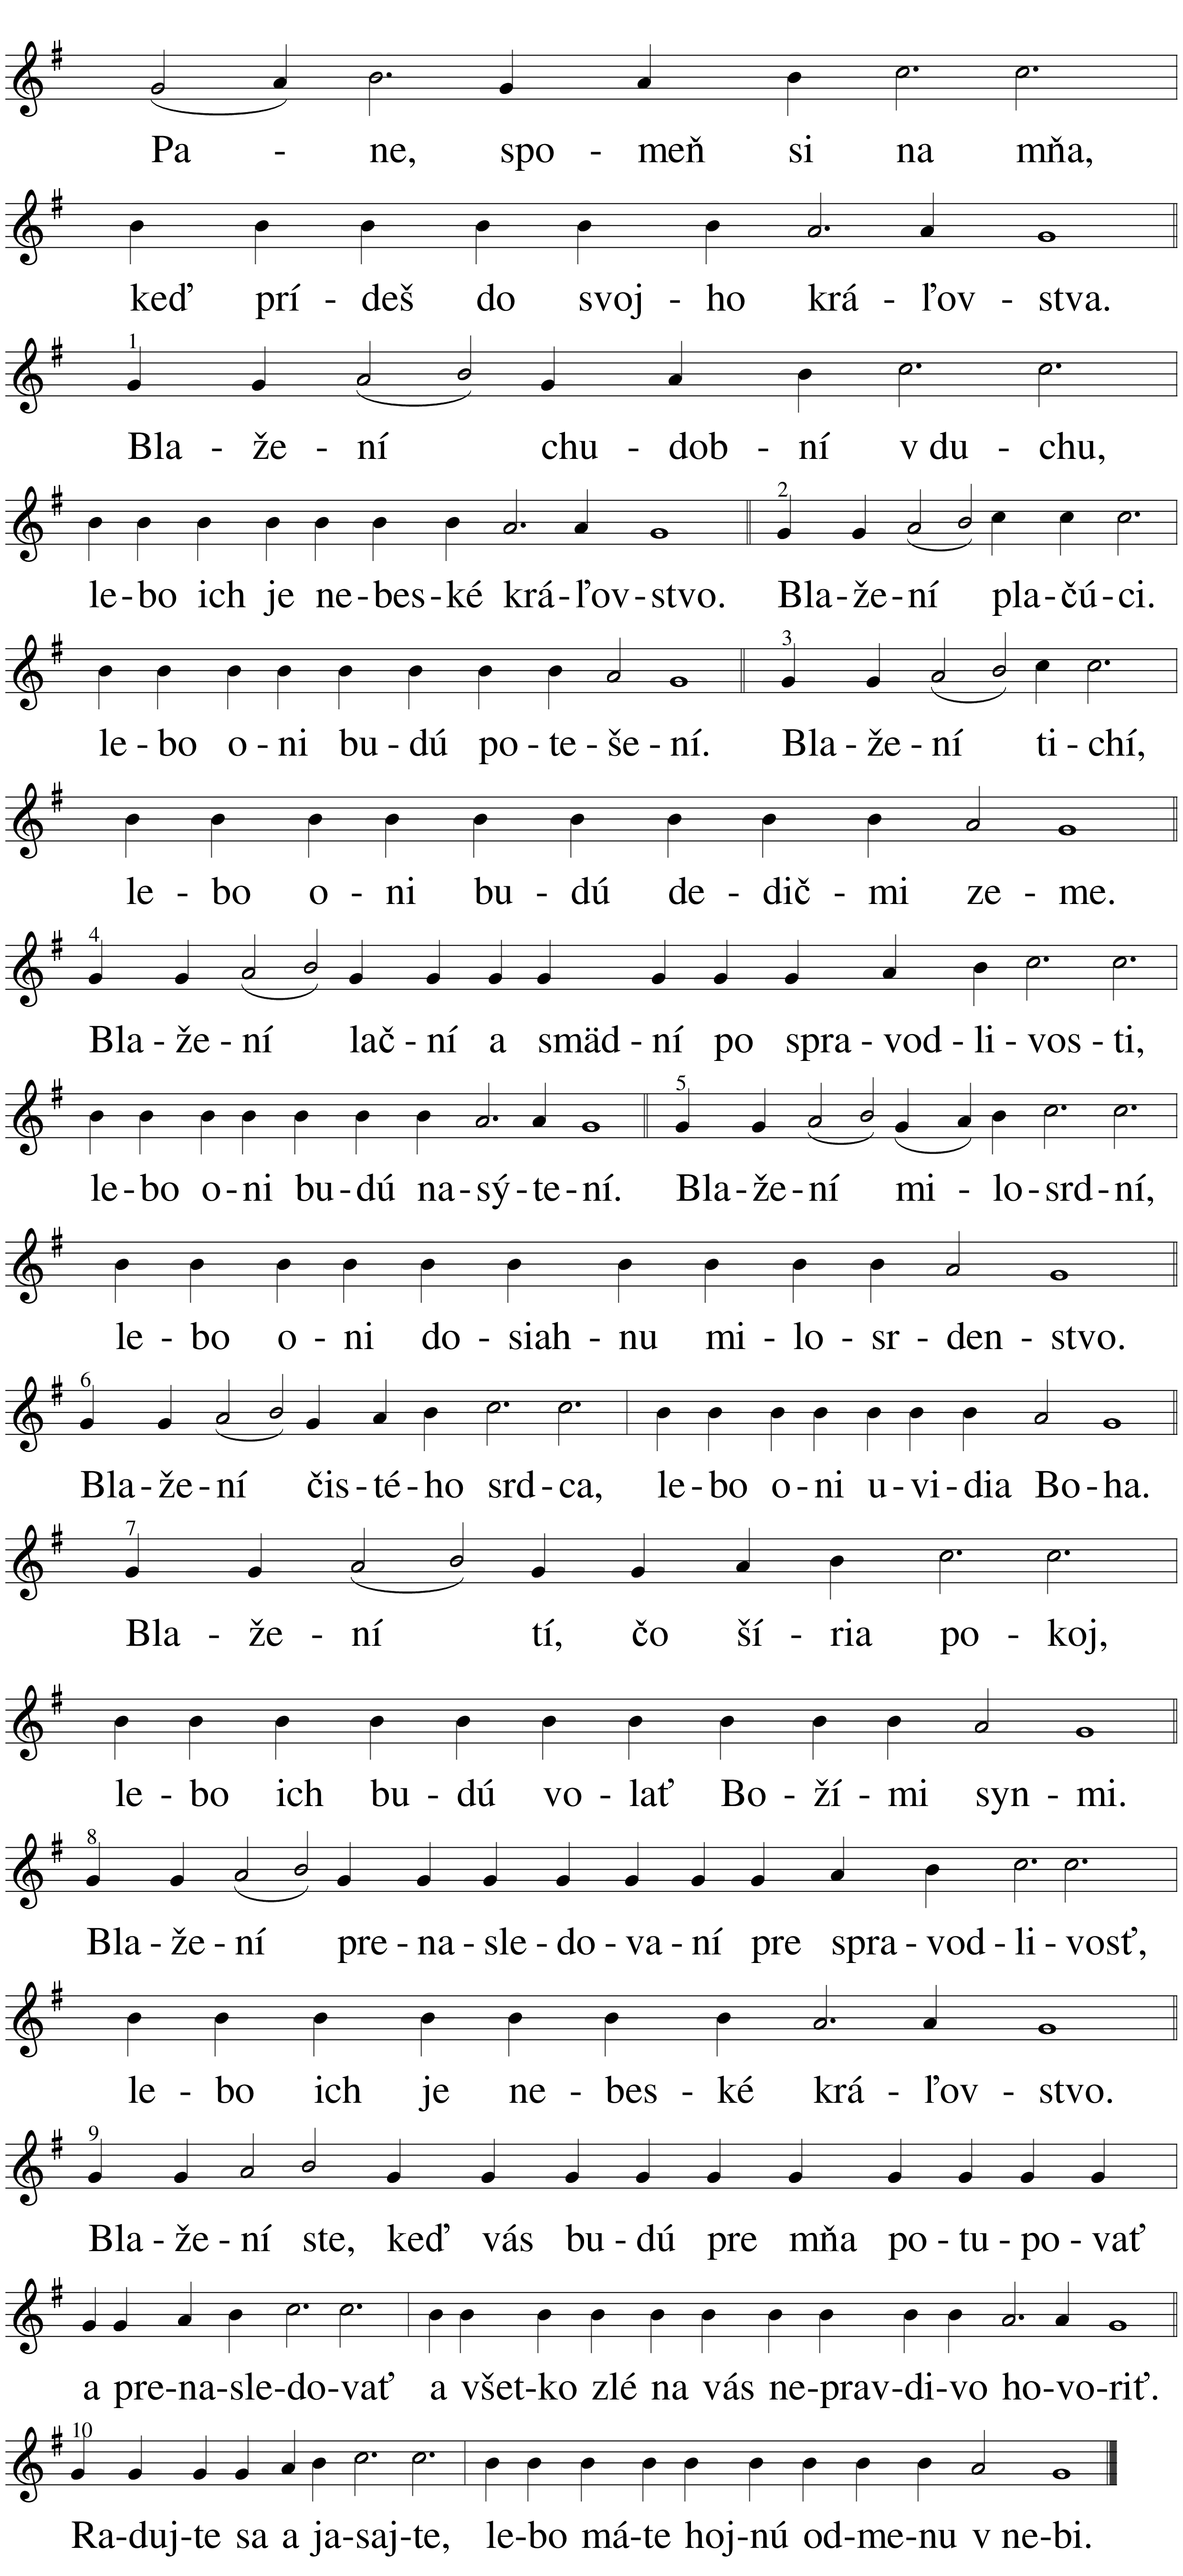 Pa - ne, spo - meň si na mňa,
keď prí - deš do svoj - ho krá - ľov - stva.
1
Bla - že - ní chu - dob - ní v du - chu,
2
le - bo ich je ne - bes - ké krá - ľov - stvo. Bla - že - ní pla - čú - ci.
3
le - bo o - ni bu - dú po - te - še - ní. Bla - že - ní ti - chí,
le - bo o - ni bu - dú de - dič - mi ze - me.
4
Bla - že - ní lač - ní a smäd - ní po spra - vod - li - vos - ti,
5
le - bo o - ni bu - dú na - sý - te - ní. Bla - že - ní mi - lo - srd - ní,
le - bo o - ni do - siah - nu mi - lo - sr - den - stvo.
6
Bla - že - ní čis - té - ho srd - ca, le - bo o - ni u - vi - dia Bo - ha.
7
Bla - že - ní tí, čo ší - ria po - koj,
le - bo ich bu - dú vo - lať Bo - ží - mi syn - mi.
8
Bla - že - ní pre - na - sle - do - va - ní pre spra - vod - li - vosť,
le - bo ich je ne - bes - ké krá - ľov - stvo.
9
Bla - že - ní ste, keď vás bu - dú pre mňa po - tu - po - vať
a pre - na - sle - do - vať a všet - ko zlé na vás ne - prav - di - vo ho - vo - riť.
10
Ra - duj - te sa a ja - saj - te, le - bo má - te hoj - nú od - me - nu v ne - bi.